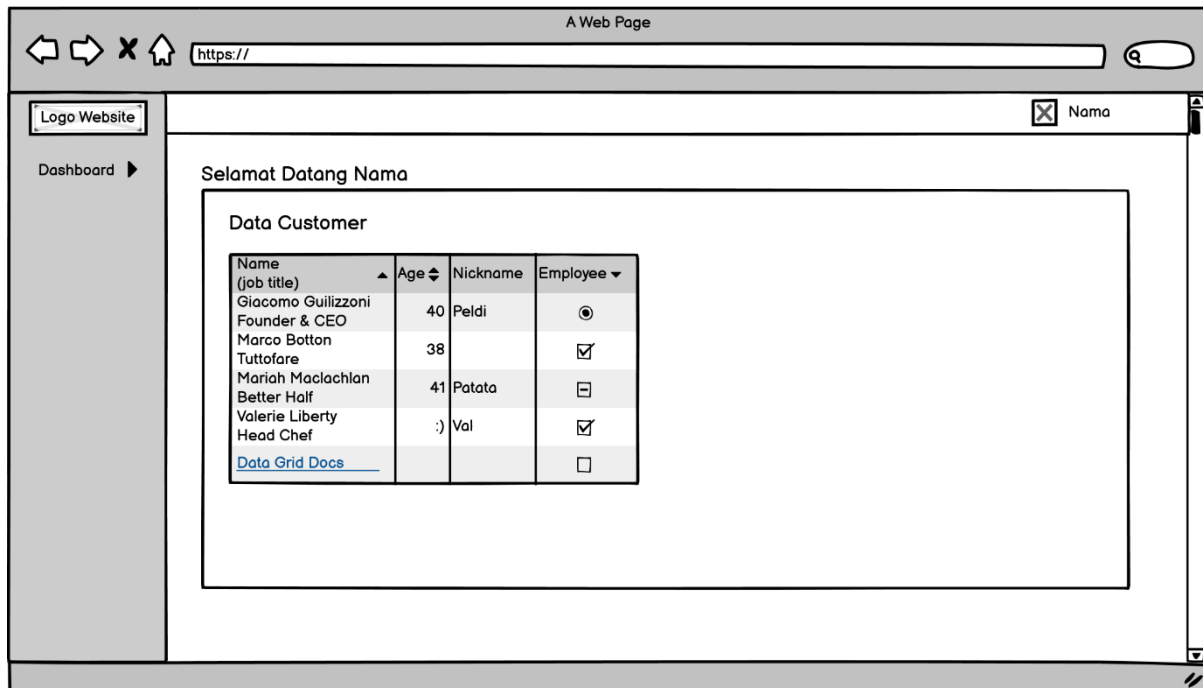 A Web Page
https://
Logo Website
Nama
Dashboard
Selamat Datang Nama
Data Customer
Name
(job title)
Age
Nickname
Employee
Giacomo Guilizzoni
Founder & CEO
40
Peldi
Marco Botton
Tuttofare
38
Mariah Maclachlan
Better Half
41
Patata
Valerie Liberty
Head Chef
:)
Val
Data Grid Docs